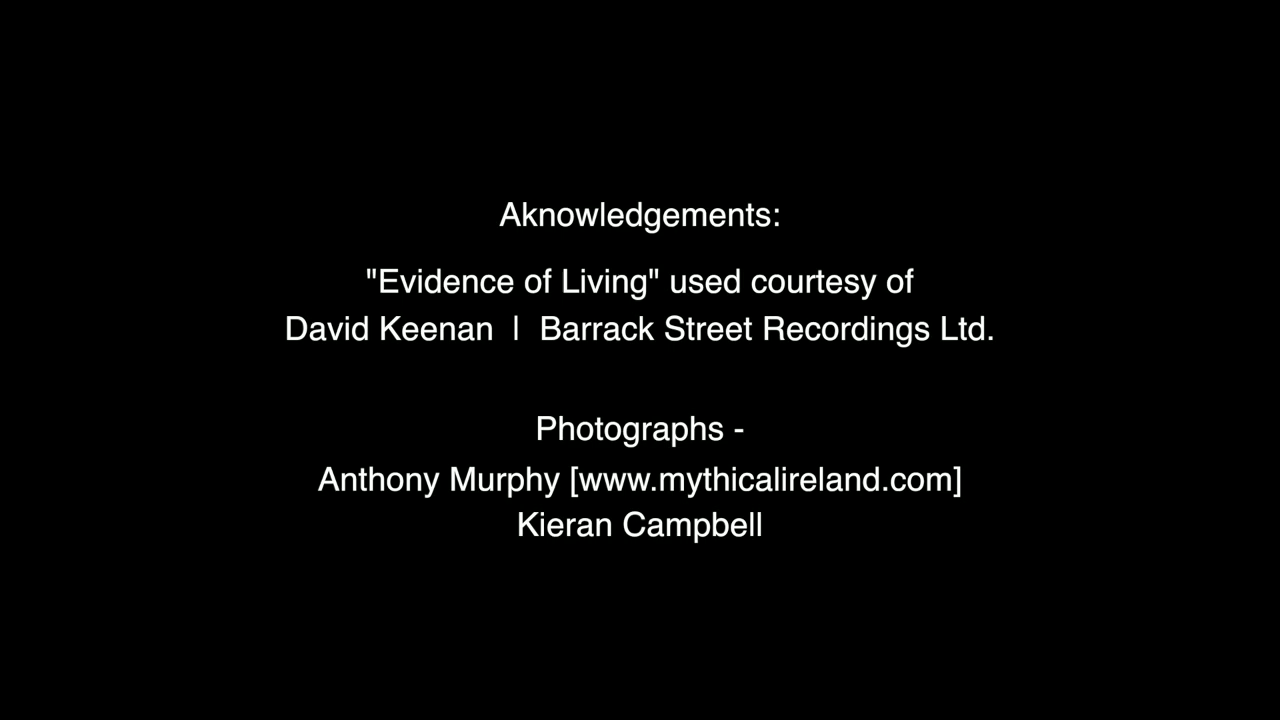 Aknowledgements:
"Evidence of Living" used courtesy of
David Keenan | Barrack Street Recordings Ltd.
Photographs -
Anthony Murphy [www.mythicalireland.com]
Kieran Campbell